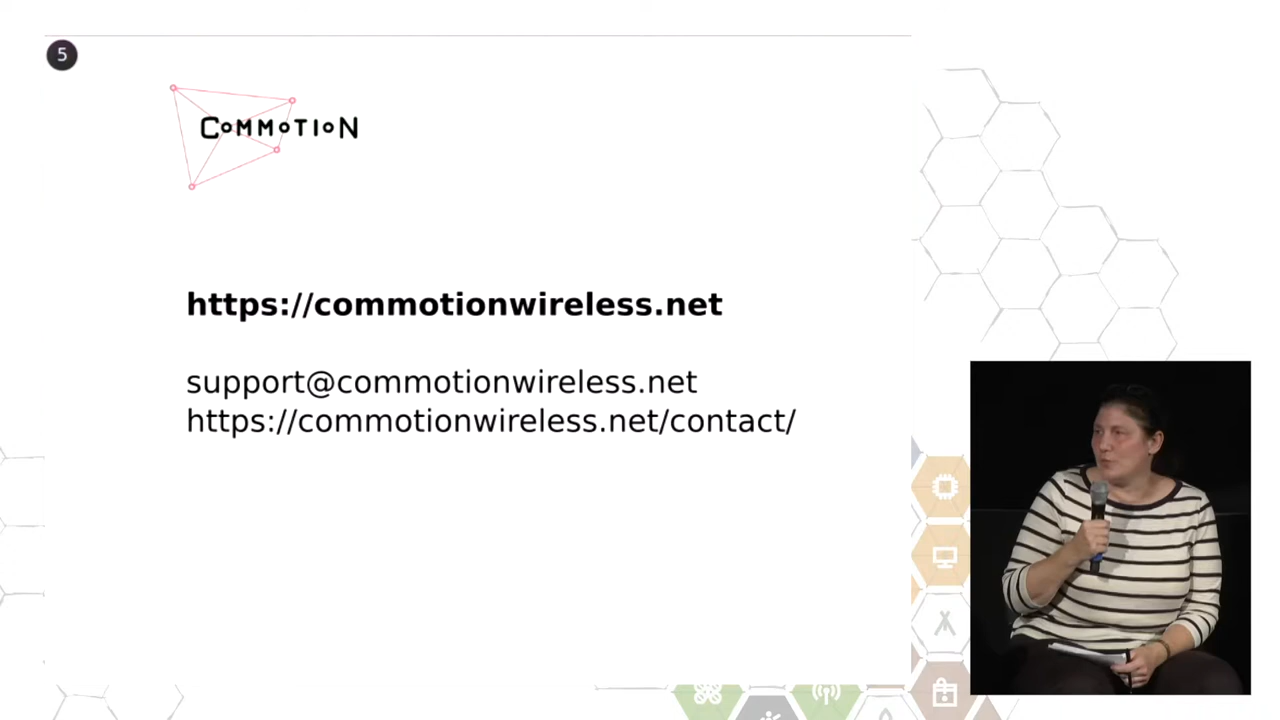 5
COMMOTION
https://commotionwireless.net
support@commotionwireless.net
https://commotionwireless.net/contact/